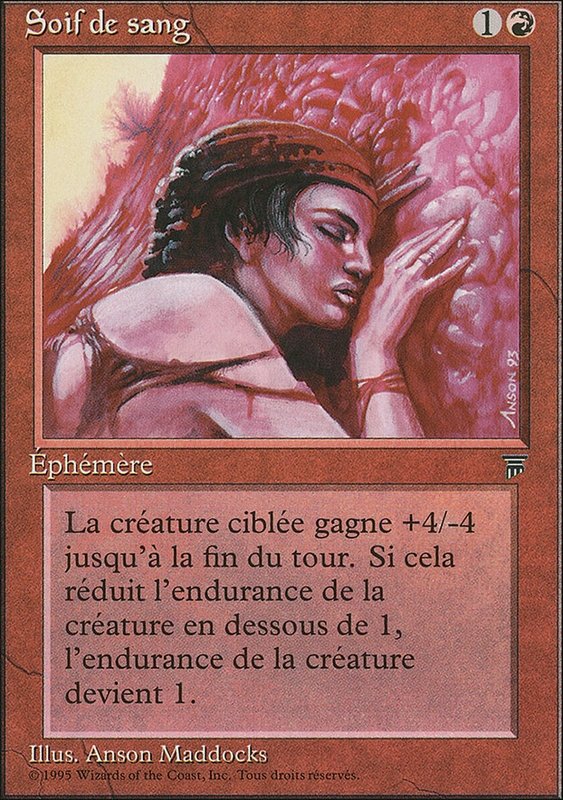 Soif de sang
1
ANSON 93
Éphémère
La créature ciblée gagne +4/-4
jusqu'à la fin du tour. Si cela
réduit l'endurance de la
créature en dessous de 1,
l'endurance de la créature
devient 1.
Illus. Anson Maddocks
© 1995 Wizards of the Coast, Inc. Tous droits réservés.